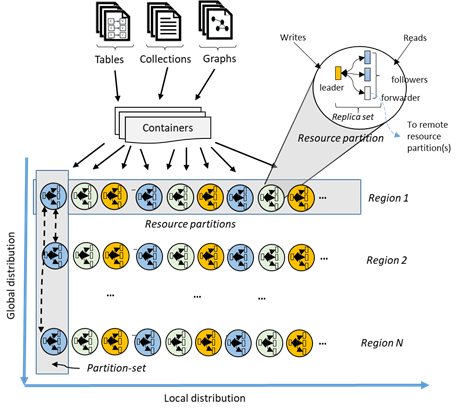 Tables
Collections
Graphs
Writes
Reads
leader
followers
forwarder
Replica set
Resource partition
To remote
resource
partition(s)
Containers
...
Region 1
Resource partitions
...
Region 2
...
...
...
Region N
Partition-set
Global distribution
Local distribution